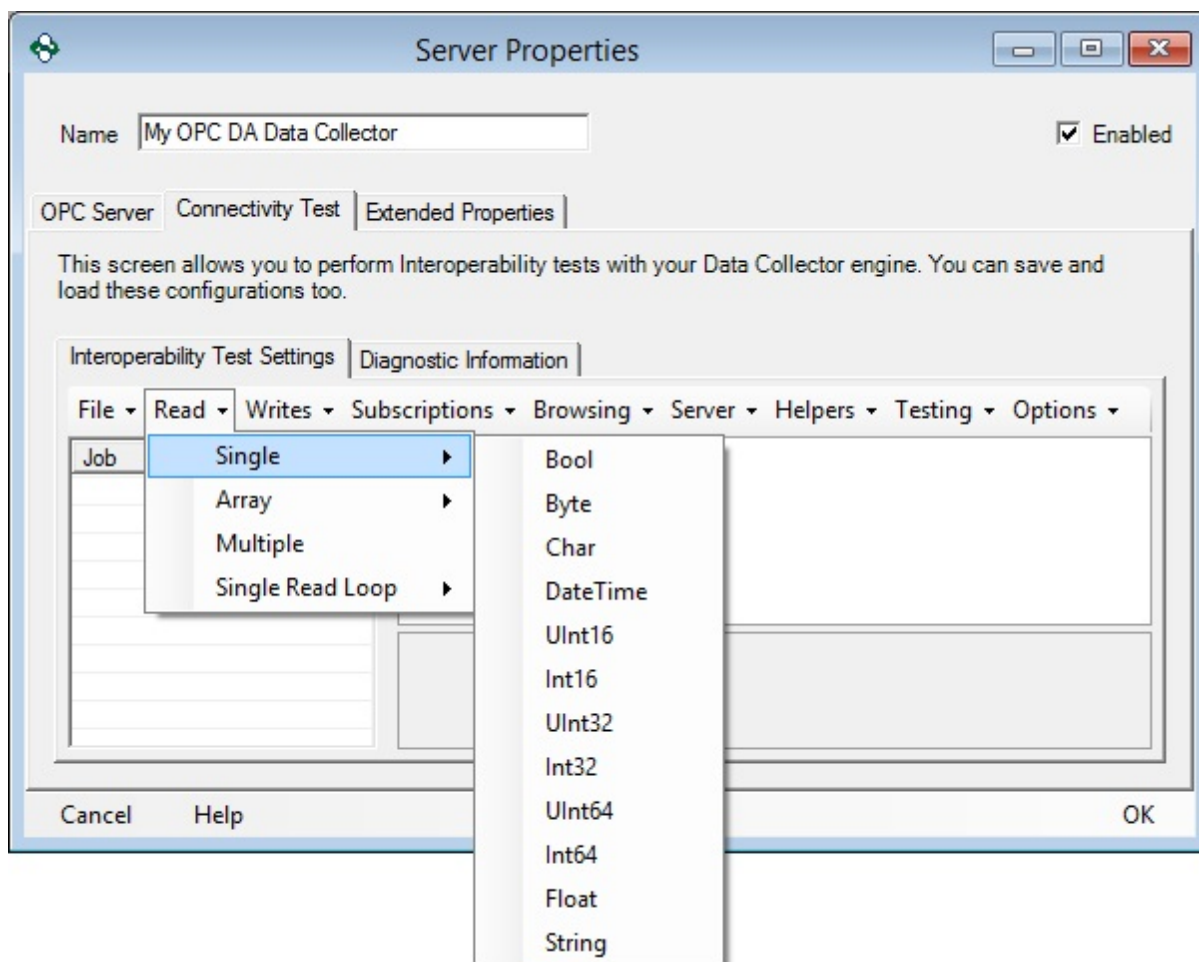 Server Properties
Name My OPC DA Data Collector Enabled
OPC Server Connectivity Test Extended Properties
This screen allows you to perform Interoperability tests with your Data Collector engine. You can save and
load these configurations too.
Interoperability Test Settings Diagnostic Information
File Read Writes Subscriptions Browsing Server Helpers Testing Options
Job
Single
Array
Multiple
Single Read Loop
Bool
Byte
Char
DateTime
UInt16
Int16
UInt32
Int32
UInt64
Int64
Float
String
Cancel Help OK